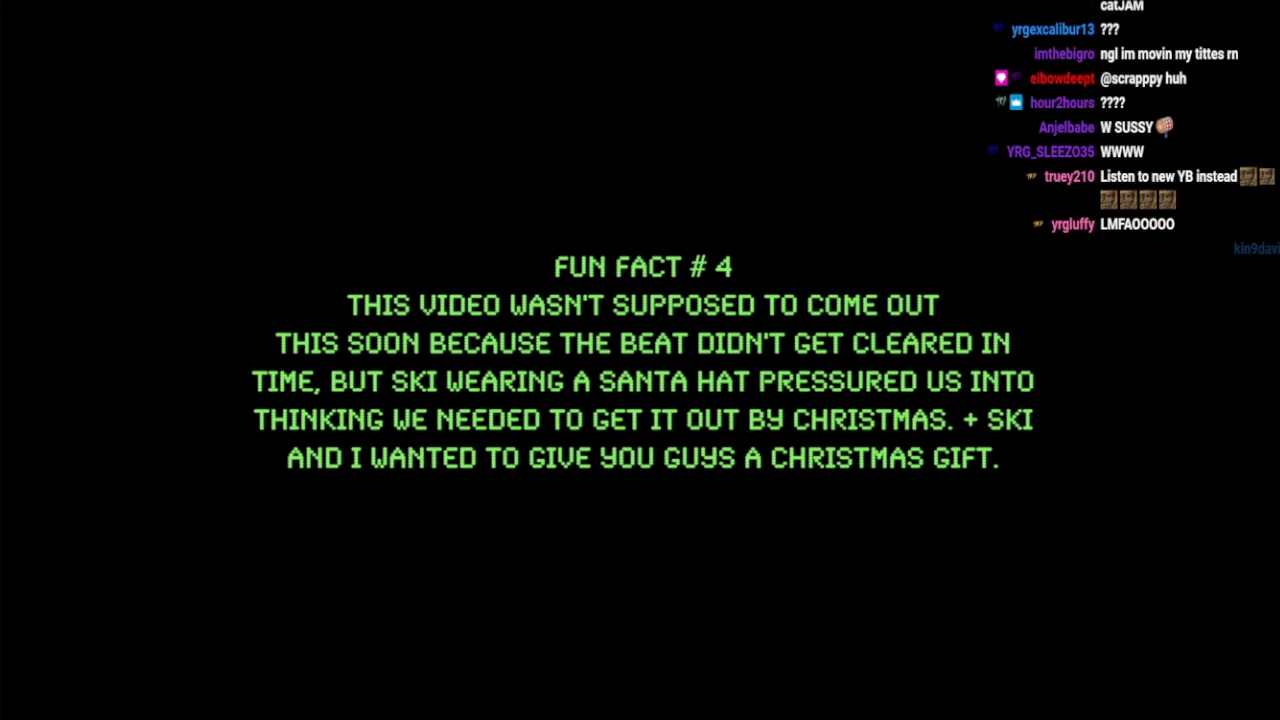 catJAM
yrgexcalibur13 ???
imthebigro ngl im movin my tittes rn
elbowdeept @scrapppy huh
hour2hours ????
Anjelbabe W SUSSY
YRG_SLEEZO35 WWWW
truey210 Listen to new YB instead
yrgluffy LMFAOOOOO
kin9davi
FUN FACT # 4
THIS VIDEO WASN'T SUPPOSED TO COME OUT
THIS SOON BECAUSE THE BEAT DIDN'T GET CLEARED IN
TIME, BUT SKI WEARING A SANTA HAT PRESSURED US INTO
THINKING WE NEEDED TO GET IT OUT BY CHRISTMAS. + SKI
AND I WANTED TO GIVE YOU GUYS A CHRISTMAS GIFT.